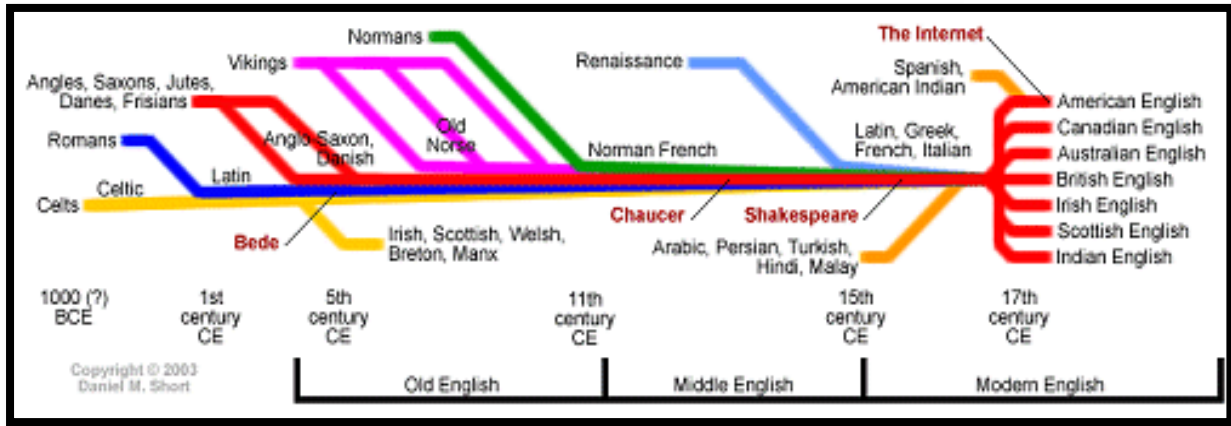 Normans
The Internet
Vikings
Renaissance
Spanish,
American Indian
Angles, Saxons, Jutes,
Danes, Frisians
American English
Romans
Anglo Saxon,
Danish
Old
Norse
Norman French
Latin, Greek,
French, Italian
Canadian English
Australian English
British English
Irish English
Scottish English
Indian English
Celts
Celtic
Latin
Bede
Irish, Scottish, Welsh,
Breton, Manx
Chaucer
Shakespeare
Arabic, Persian, Turkish,
Hindi, Malay
1000 (?)
BCE
1st
century
CE
5th
century
CE
11th
century
CE
15th
century
CE
17th
century
CE
Copyright © 2003
Daniel M. Short
Old English
Middle English
Modern English